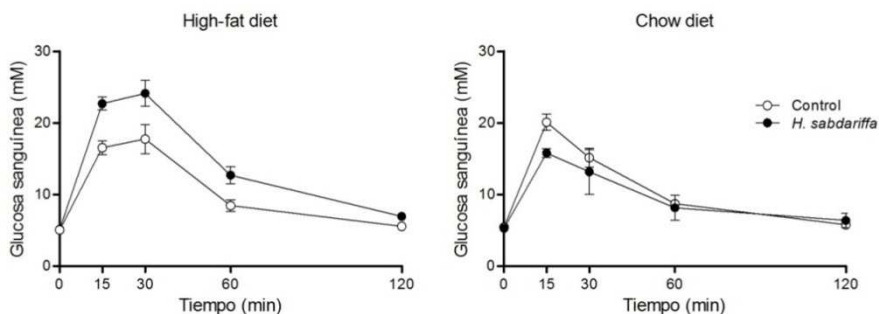 High-fat diet
30
20
10
0
Glucosa sanguínea (mM)
0 15 30 60 120
Tiempo (min)
Chow diet
30
20
10
0
Glucosa sanguínea (mM)
0 15 30 60 120
Tiempo (min)
Control
H. sabdariffa